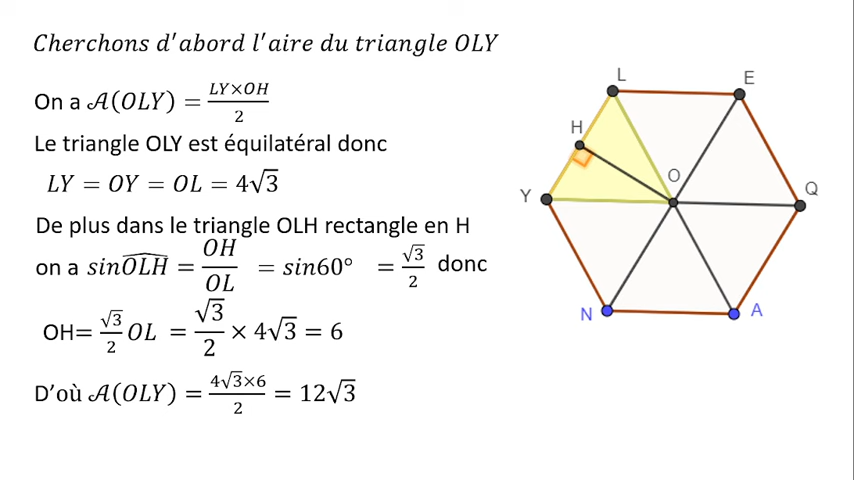 Cherchons d'abord l'aire du triangle OLY
On a 𝒜(OLY) = LY×OH / 2
Le triangle OLY est équilatéral donc
LY = OY = OL = 4√3
De plus dans le triangle OLH rectangle en H
on a sin\widehat{OLH} = OH / OL = sin60° = √3 / 2 donc
OH= √3 / 2 OL = √3 / 2 × 4√3 = 6
D'où 𝒜(OLY) = 4√3×6 / 2 = 12√3
L
E
H
O
Y
Q
N
A